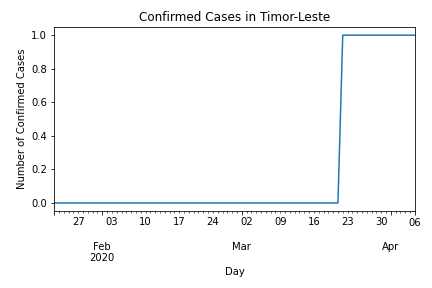 Confirmed Cases in Timor-Leste
Number of Confirmed Cases
1.0
0.8
0.6
0.4
0.2
0.0
27 03 10 17 24 02 09 16 23 30 06
Feb Mar Apr
2020
Day